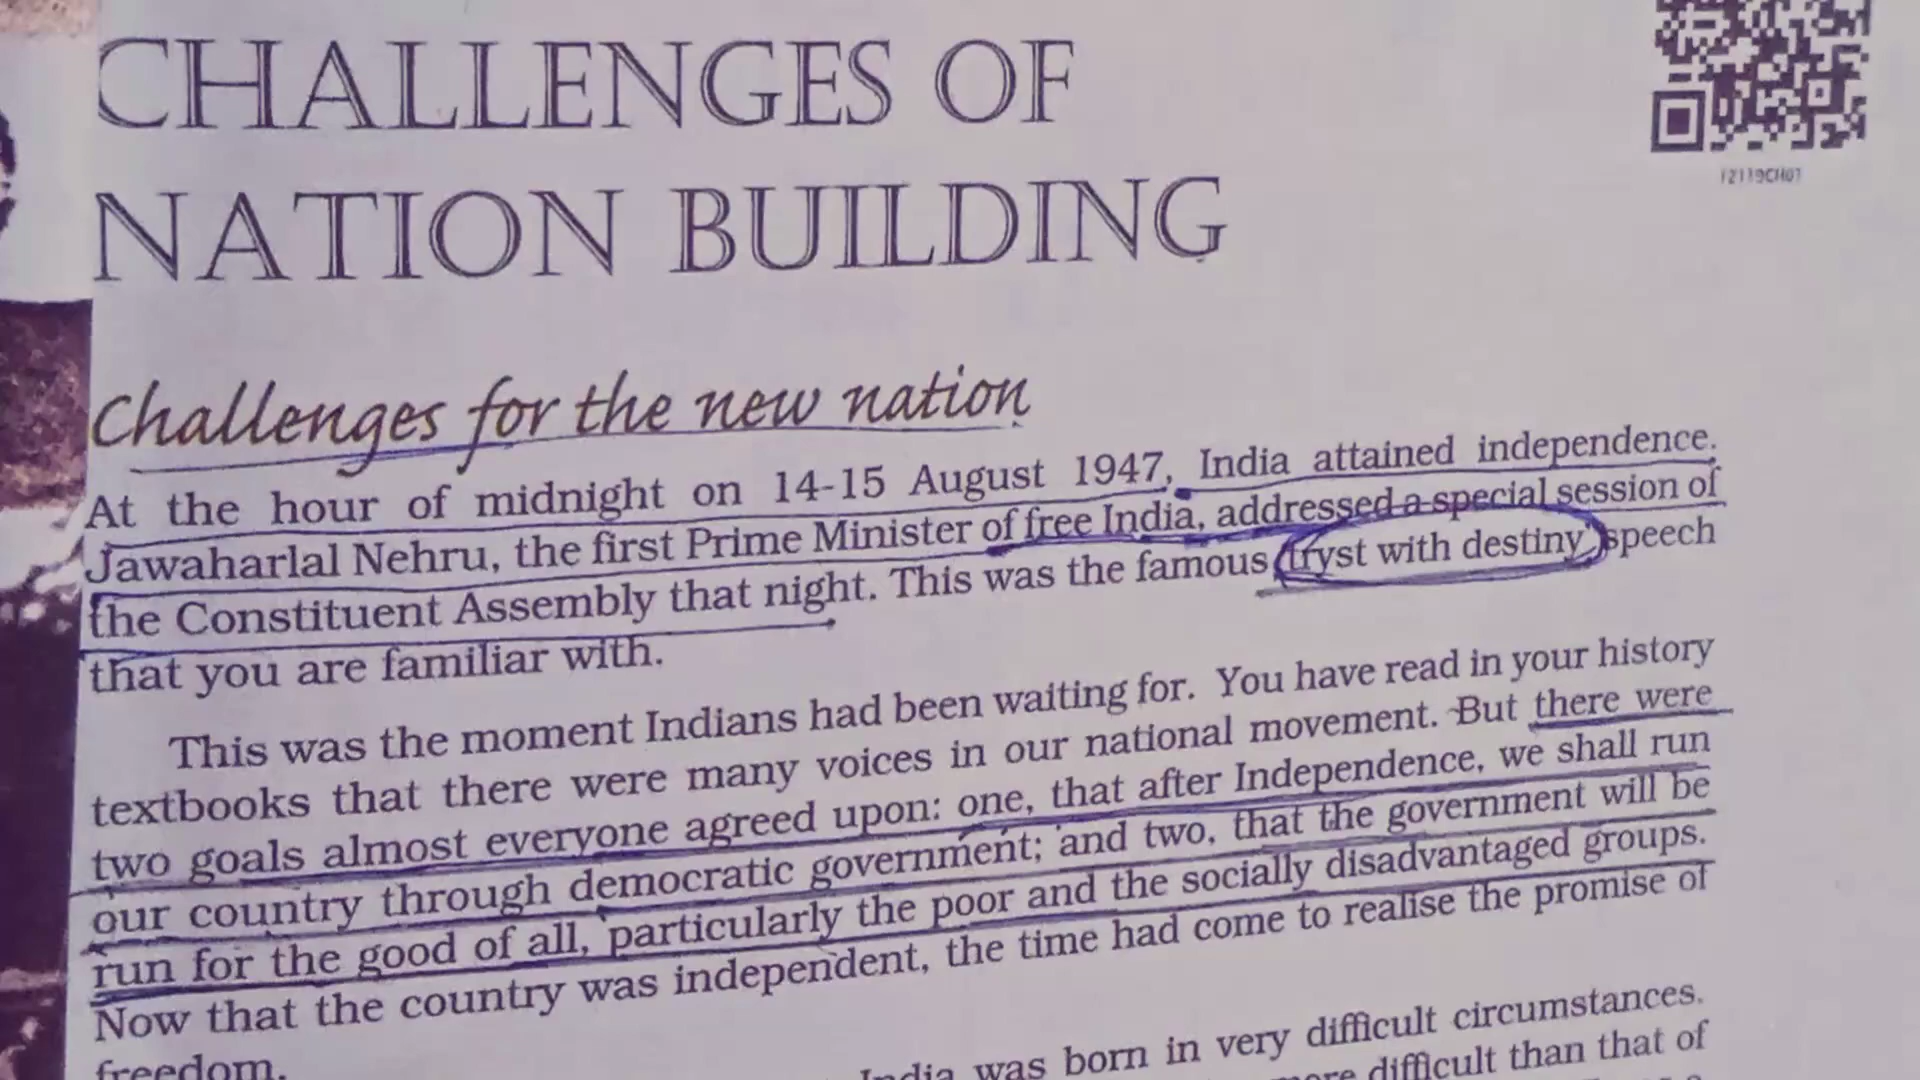 CHALLENGES OF
NATION BUILDING
12119CH01
Challenges for the new nation
At the hour of midnight on 14-15 August 1947, India attained independence.
Jawaharlal Nehru, the first Prime Minister of free India, addressed a special session of
the Constituent Assembly that night. This was the famous tryst with destiny speech
that you are familiar with.
This was the moment Indians had been waiting for. You have read in your history
textbooks that there were many voices in our national movement. But there were
two goals almost everyone agreed upon: one, that after Independence, we shall run
our country through democratic government; and two, that the government will be
run for the good of all, particularly the poor and the socially disadvantaged groups.
Now that the country was independent, the time had come to realise the promise of
freedom.
India was born in very difficult circumstances.
more difficult than that of